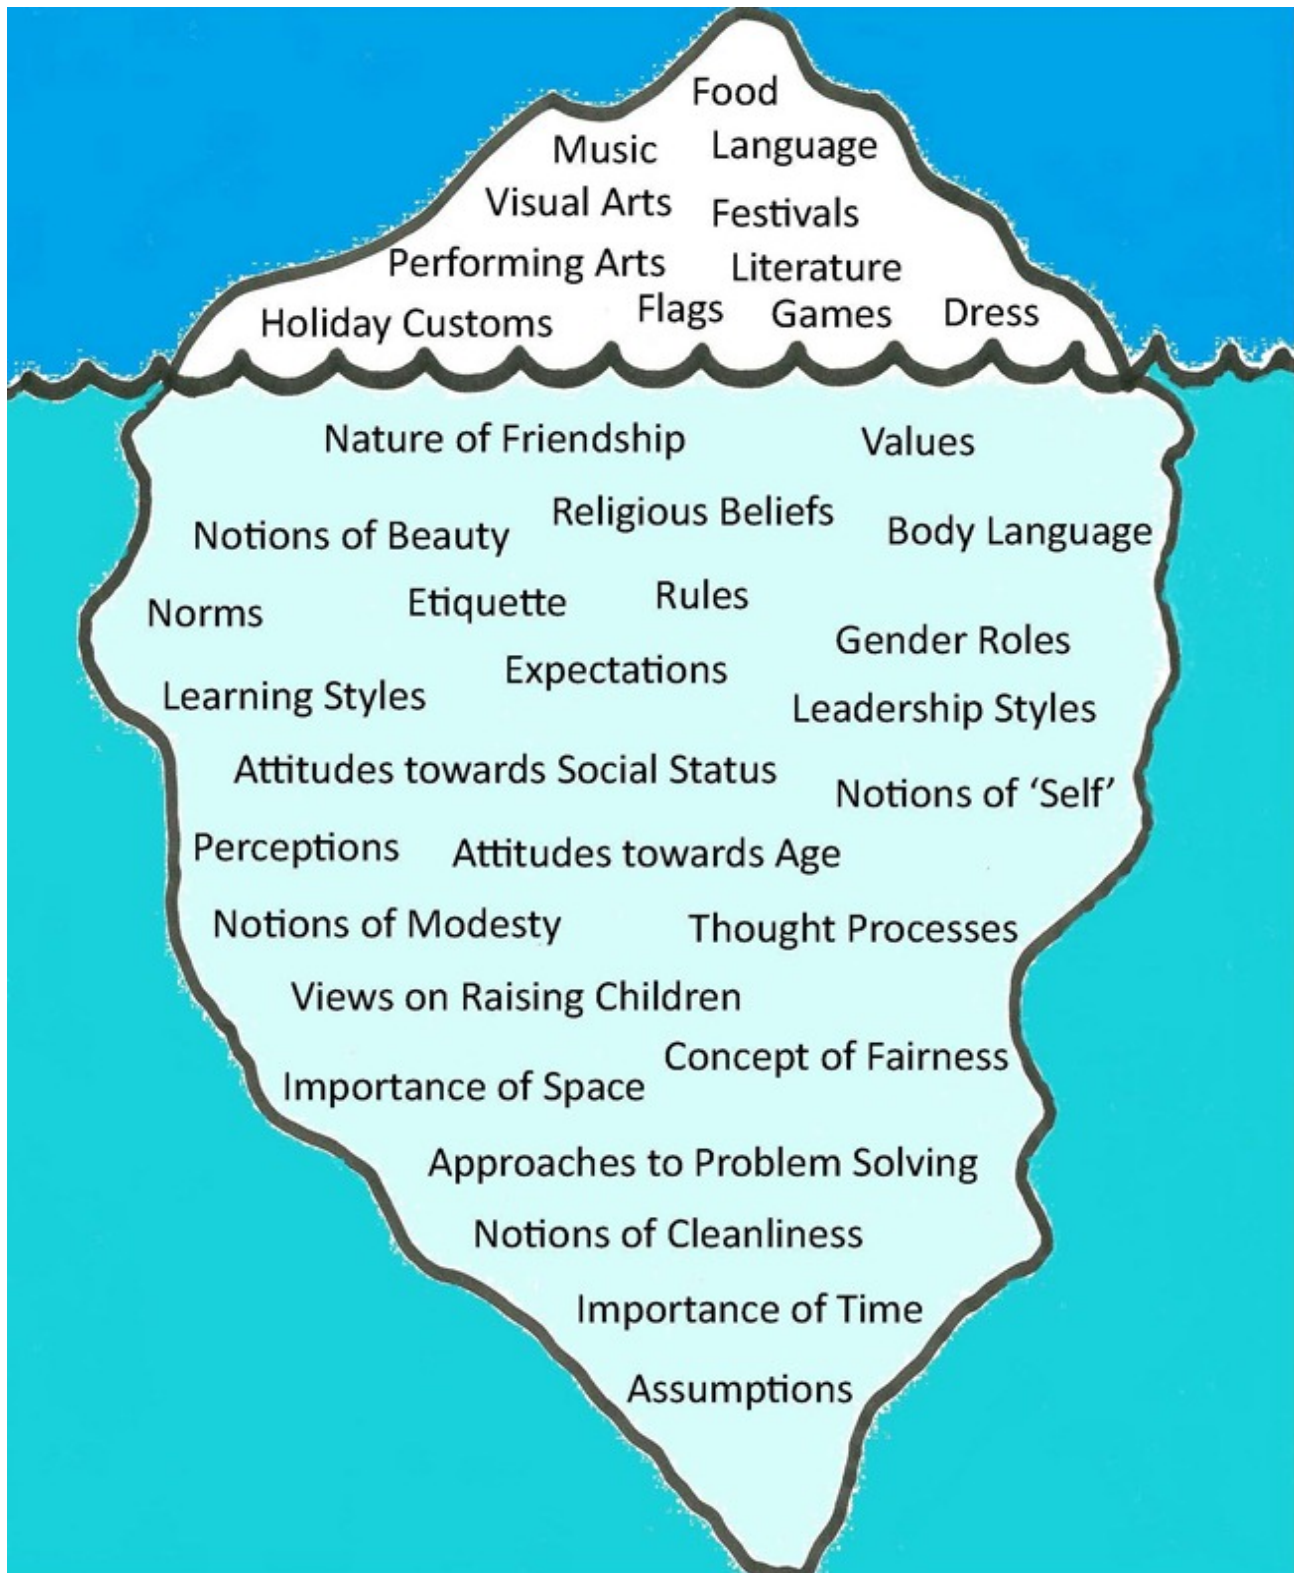 Food
Music
Language
Visual Arts
Festivals
Performing Arts
Literature
Holiday Customs
Flags
Games
Dress
Nature of Friendship
Values
Religious Beliefs
Notions of Beauty
Body Language
Norms
Etiquette
Rules
Gender Roles
Expectations
Learning Styles
Leadership Styles
Attitudes towards Social Status
Notions of ‘Self’
Perceptions
Attitudes towards Age
Notions of Modesty
Thought Processes
Views on Raising Children
Concept of Fairness
Importance of Space
Approaches to Problem Solving
Notions of Cleanliness
Importance of Time
Assumptions